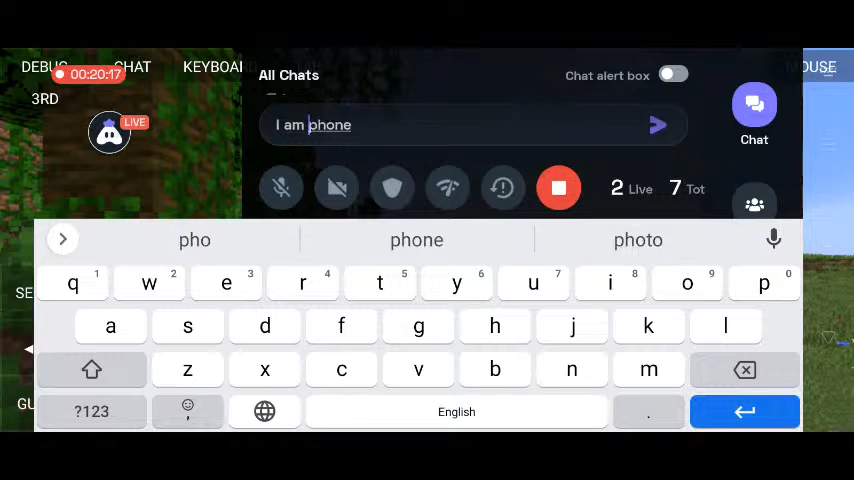 DEBUG CHAT KEYBOAR MOUSE
00:20:17
3RD
LIVE
All Chats
Chat alert box
I am phone
Chat
2 Live 7 Tot
pho phone photo
q 1 w 2 e 3 r 4 t 5 y 6 u 7 i 8 o 9 p 0
SE
a s d f g h j k l
z x c v b n m
GU
?123 , English .